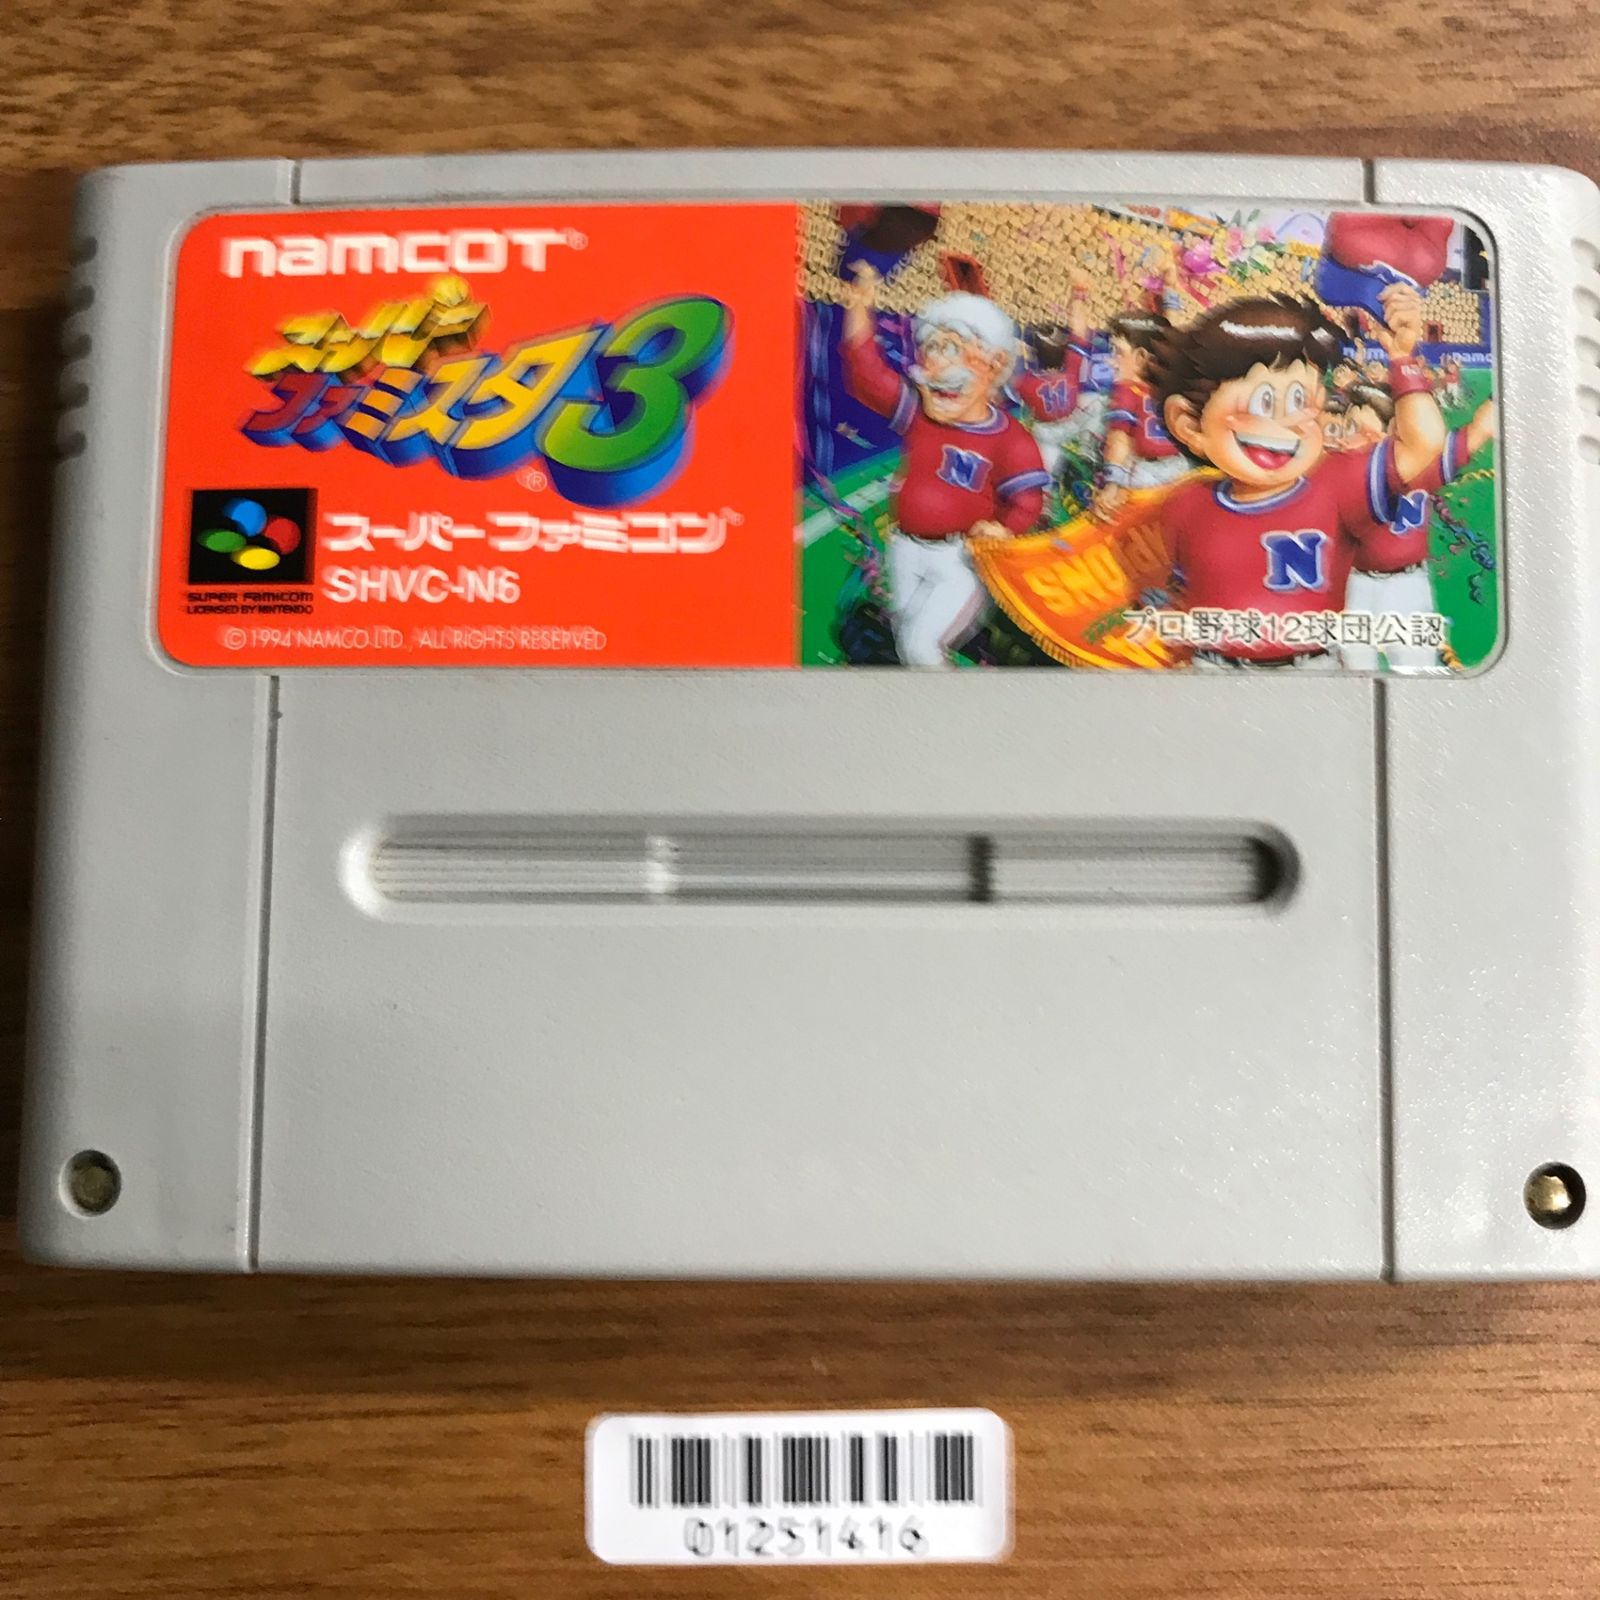 namcot®
スーパー
ファミスタ3
®
スーパーファミコン®
SUPER FAMICOM
LICENSED BY NINTENDO
SHVC-N6
© 1994 NAMCO LTD., ALL RIGHTS RESERVED
11
N
N
N
プロ野球12球団公認
01251416